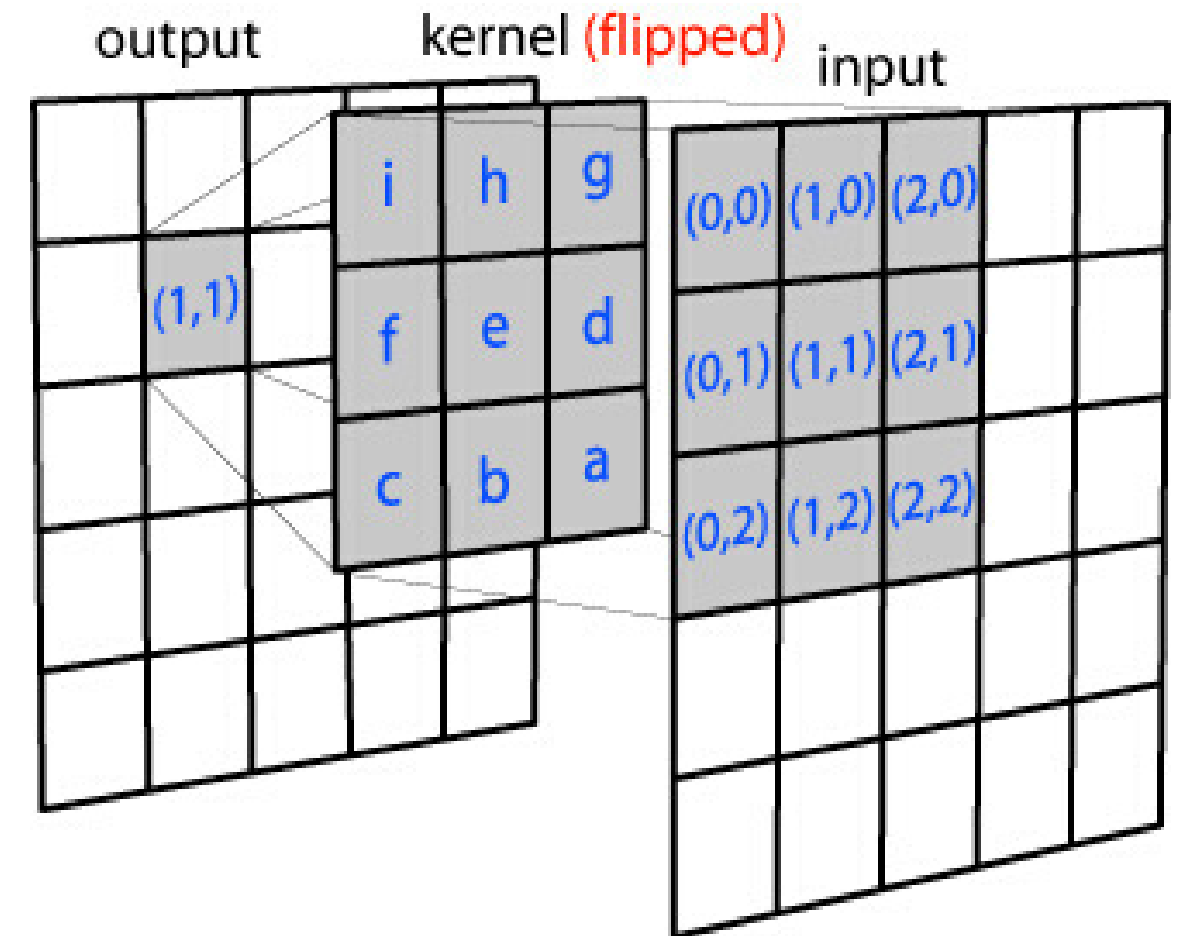 output
kernel (flipped)
input
(1,1)
i h g
f e d
c b a
(0,0) (1,0) (2,0)
(0,1) (1,1) (2,1)
(0,2) (1,2) (2,2)